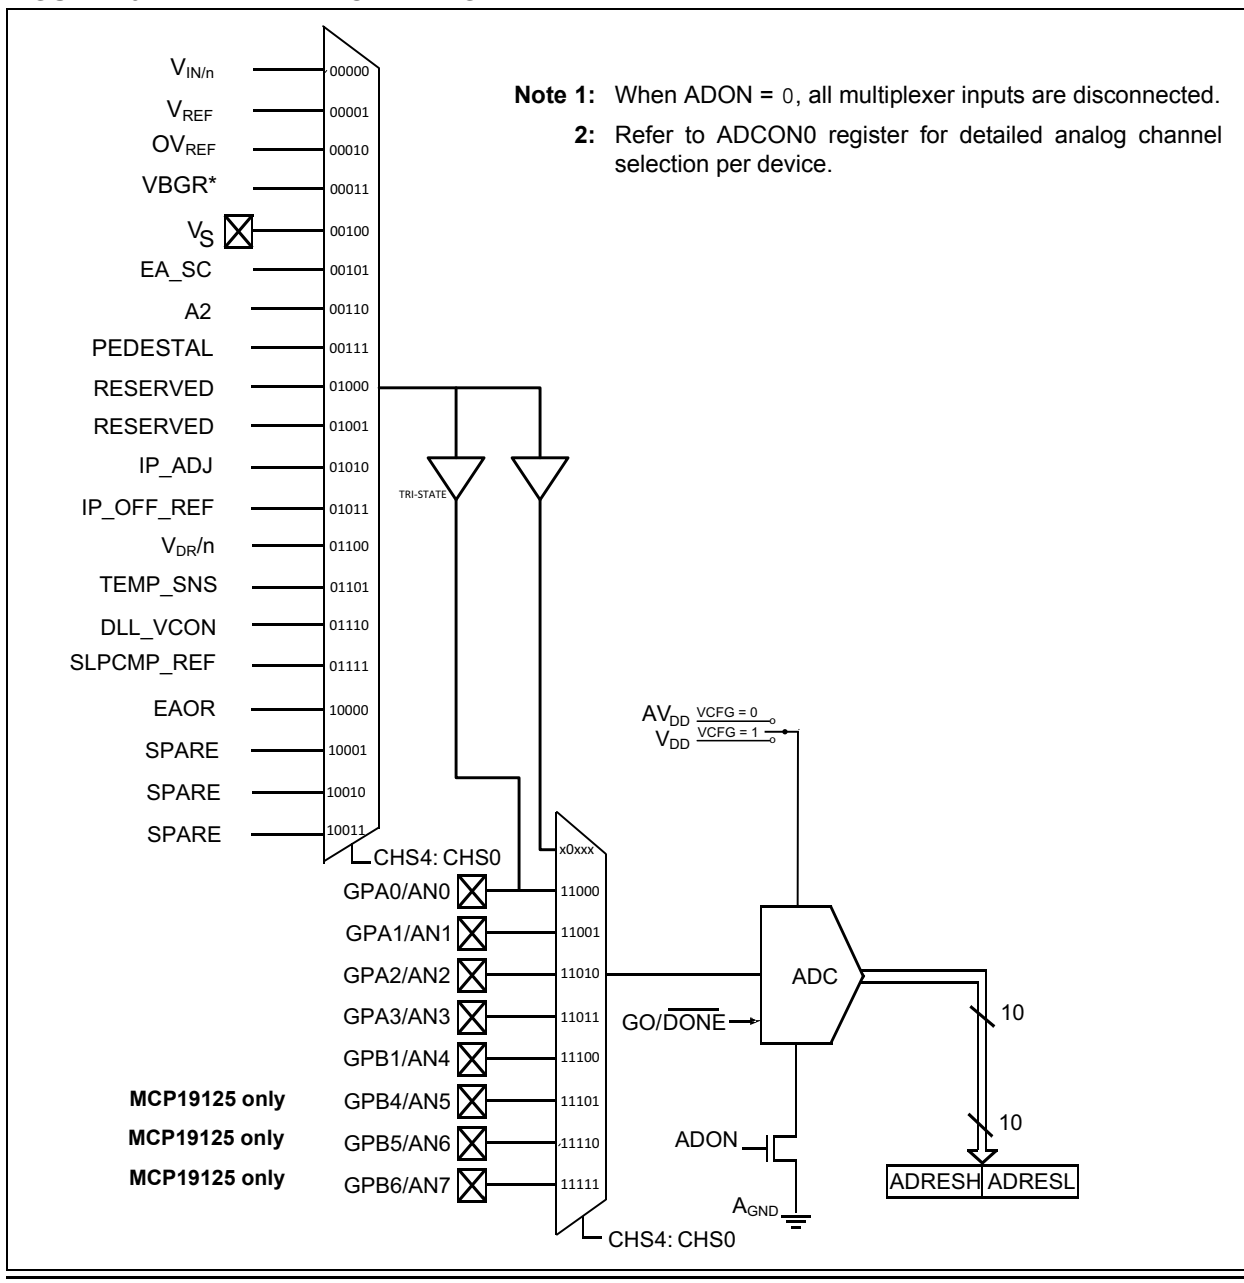 V_IN/n
00000
V_REF
00001
OV_REF
00010
VBGR*
00011
V_S
00100
EA_SC
00101
A2
00110
PEDESTAL
00111
RESERVED
01000
RESERVED
01001
IP_ADJ
01010
IP_OFF_REF
01011
V_DR/n
01100
TEMP_SNS
01101
DLL_VCON
01110
SLPCMP_REF
01111
EAOR
10000
SPARE
10001
SPARE
10010
SPARE
10011
CHS4: CHS0
Note 1: When ADON = 0, all multiplexer inputs are disconnected.
2: Refer to ADCON0 register for detailed analog channel
selection per device.
TRI-STATE
AV_DD VCFG = 0
V_DD VCFG = 1
x0xxx
GPA0/AN0
11000
GPA1/AN1
11001
GPA2/AN2
11010
GPA3/AN3
11011
GPB1/AN4
11100
MCP19125 only
GPB4/AN5
11101
MCP19125 only
GPB5/AN6
11110
MCP19125 only
GPB6/AN7
11111
CHS4: CHS0
ADC
GO/DONE
ADON
A_GND
10
10
ADRESH ADRESL